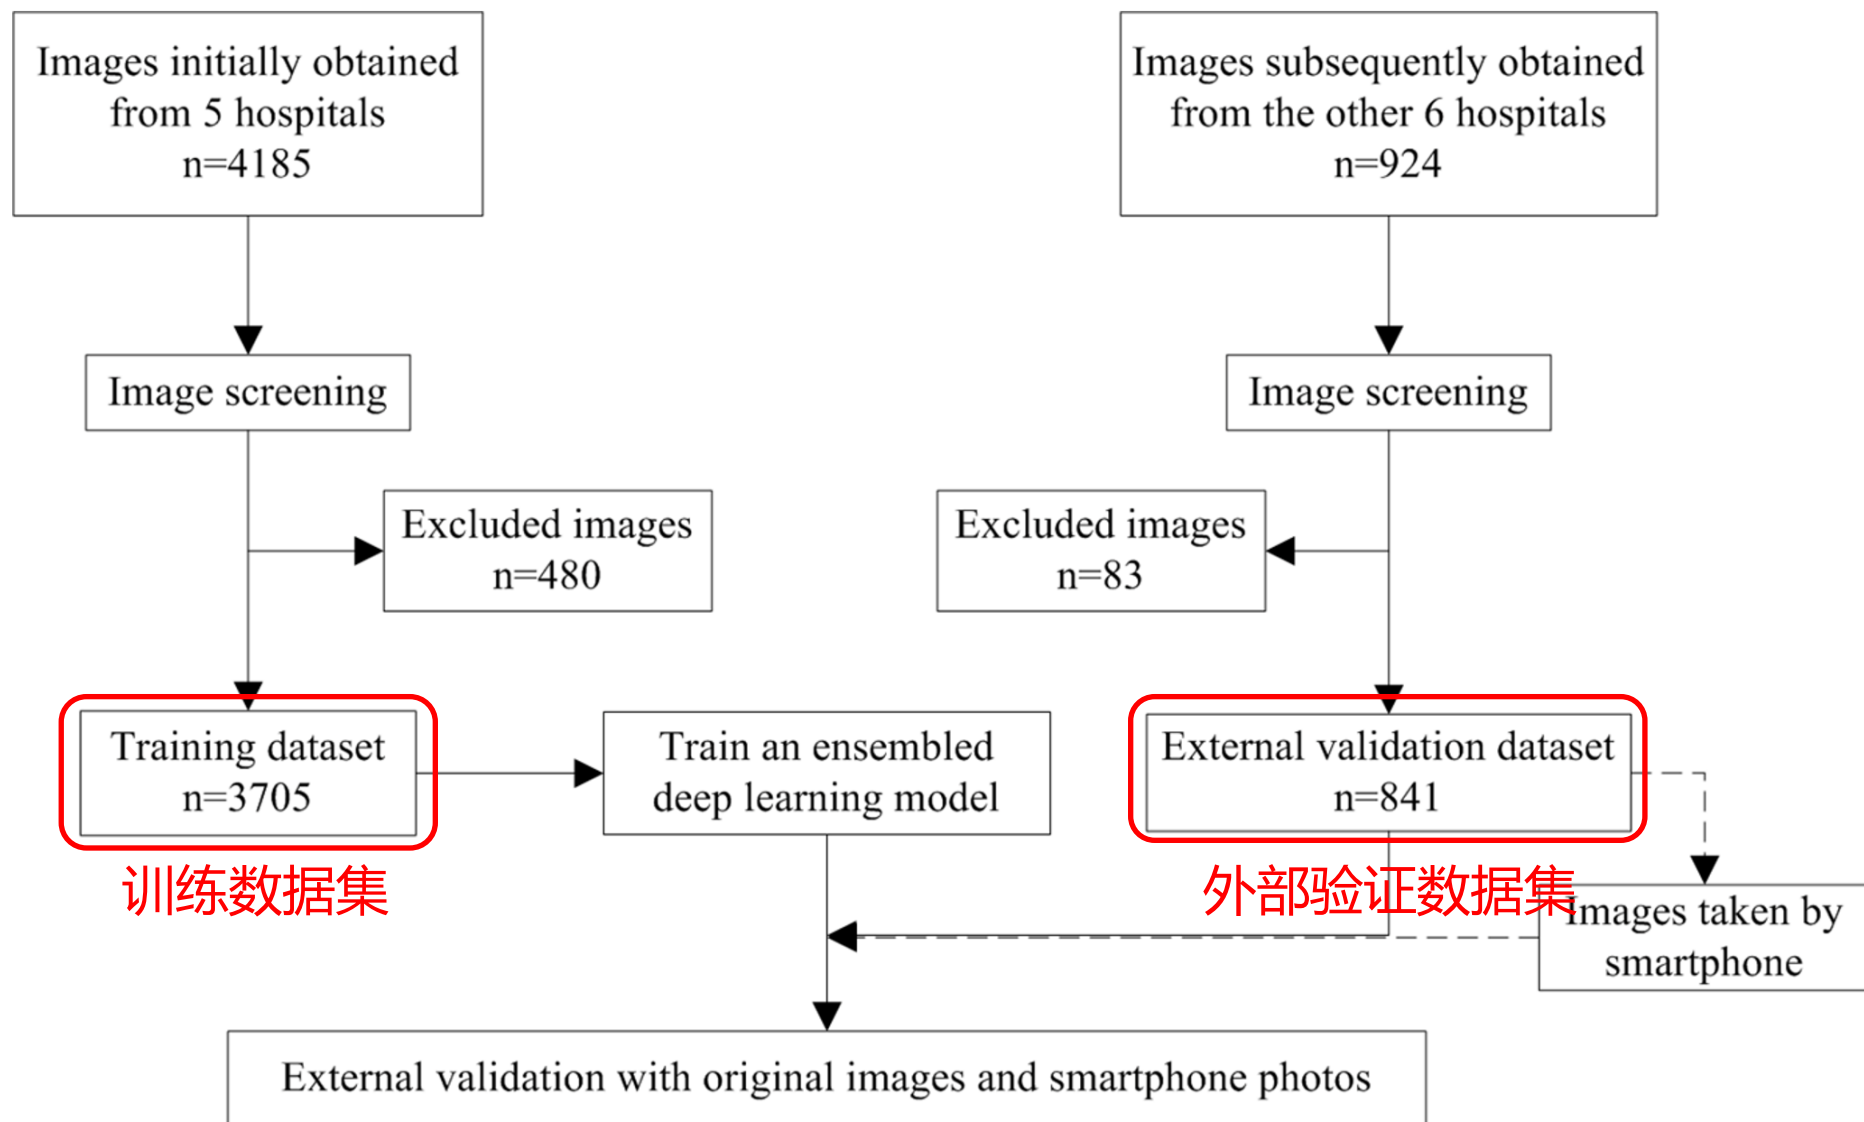 Images initially obtained
from 5 hospitals
n=4185
Images subsequently obtained
from the other 6 hospitals
n=924
Image screening
Image screening
Excluded images
n=480
Excluded images
n=83
Training dataset
n=3705
Train an ensembled
deep learning model
External validation dataset
n=841
训练数据集
外部验证数据集
Images taken by
smartphone
External validation with original images and smartphone photos